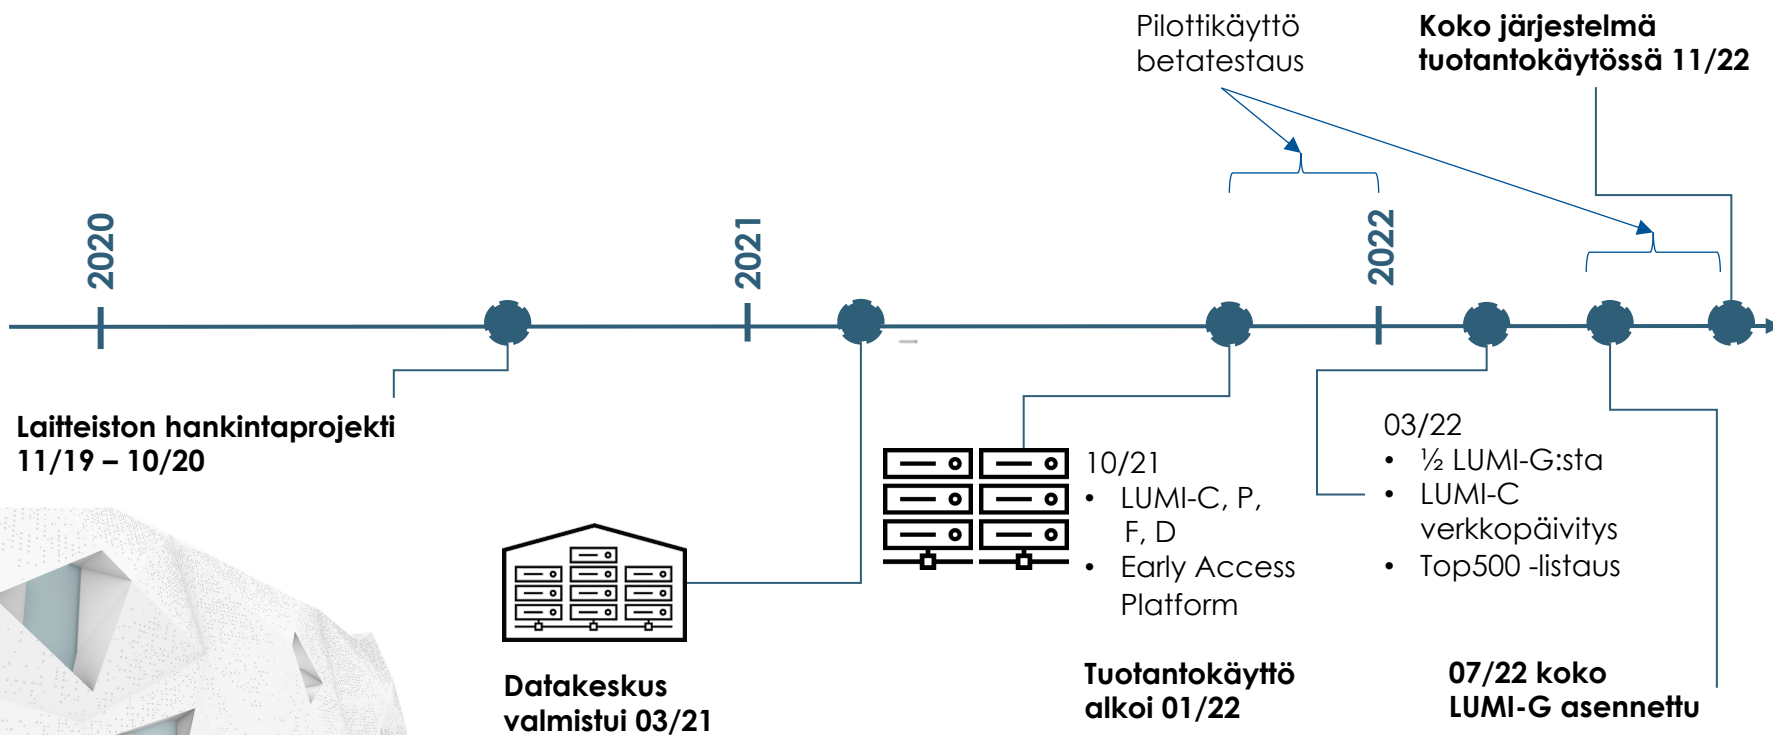 Pilottikäyttö
betatestaus
Koko järjestelmä
tuotantokäytössä 11/22
2020
2021
2022
Laitteiston hankintaprojekti
11/19 – 10/20
Datakeskus
valmistui 03/21
10/21
• LUMI-C, P,
F, D
• Early Access
Platform
Tuotantokäyttö
alkoi 01/22
03/22
• ½ LUMI-G:sta
• LUMI-C
verkkopäivitys
• Top500 -listaus
07/22 koko
LUMI-G asennettu